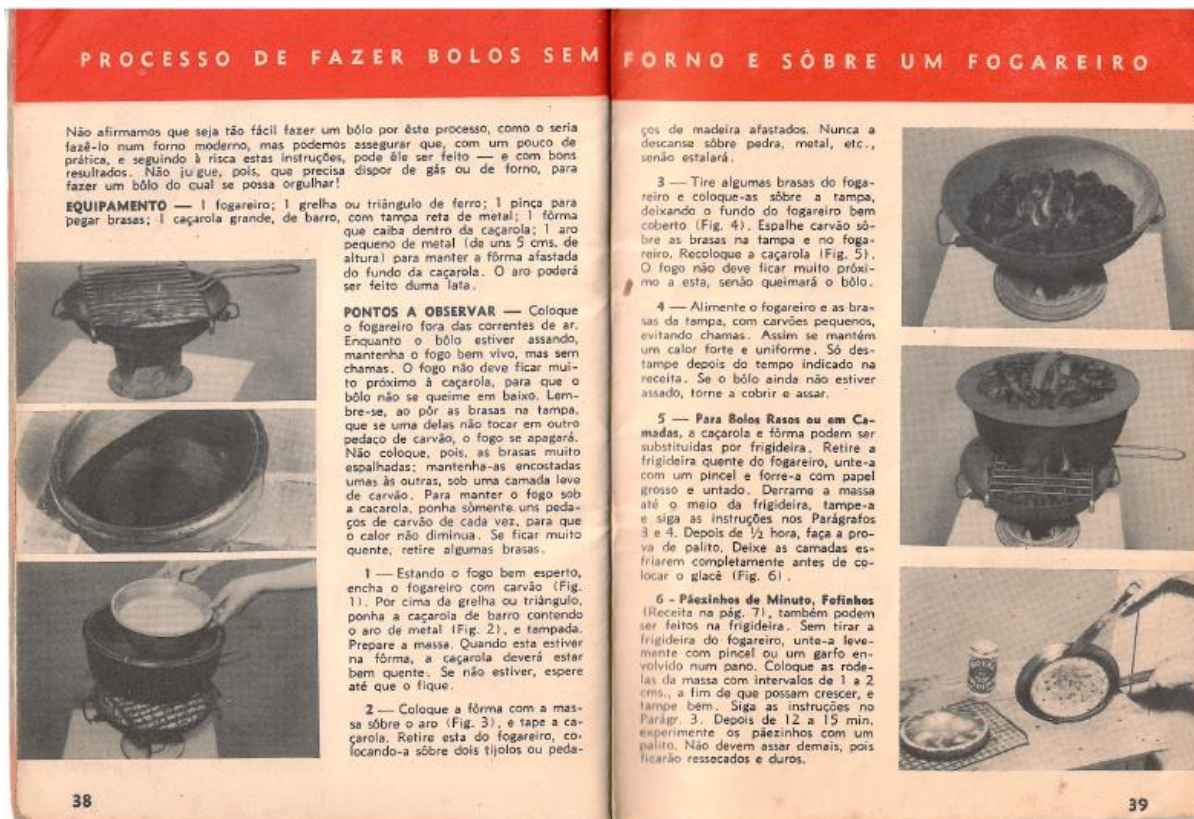 PROCESSO DE FAZER BOLOS SEM FORNO E SÔBRE UM FOGAREIRO
Não afirmamos que seja tão fácil fazer um bôlo por êste processo, como o seria
fazê-lo num forno moderno, mas podemos assegurar que, com um pouco de
prática, e seguindo à risca estas instruções, pode êle ser feito — e com bons
resultados. Não julgue, pois, que precisa dispor de gás ou de forno, para
fazer um bôlo do qual se possa orgulhar!
EQUIPAMENTO — 1 fogareiro; 1 grelha ou triângulo de ferro; 1 pinça para
pegar brasas; 1 caçarola grande, de barro, com tampa reta de metal; 1 fôrma
que caiba dentro da caçarola; 1 aro
pequeno de metal (de uns 5 cms. de
altura) para manter a fôrma afastada
do fundo da caçarola. O aro poderá
ser feito duma lata.
PONTOS A OBSERVAR — Coloque
o fogareiro fora das correntes de ar.
Enquanto o bôlo estiver assando,
mantenha o fogo bem vivo, mas sem
chamas. O fogo não deve ficar mui-
to próximo à caçarola, para que o
bôlo não se queime em baixo. Lem-
bre-se, ao pôr as brasas na tampa,
que se uma delas não tocar em outro
pedaço de carvão, o fogo se apagará.
Não coloque, pois, as brasas muito
espalhadas; mantenha-as encostadas
umas às outras, sob uma camada leve
de carvão. Para manter o fogo sob
a cacarola, ponha sòmente uns peda-
ços de carvão de cada vez, para que
o calor não diminua. Se ficar muito
quente, retire algumas brasas.
1 — Estando o fogo bem esperto,
encha o fogareiro com carvão (Fig.
1). Por cima da grelha ou triângulo,
ponha a caçarola de barro contendo
o aro de metal (Fig. 2), e tampada.
Prepare a massa. Quando esta estiver
na fôrma, a caçarola deverá estar
bem quente. Se não estiver, espere
até que o fique.
2 — Coloque a fôrma com a mas-
sa sôbre o aro (Fig. 3), e tape a ca-
çarola. Retire esta do fogareiro, co-
locando-a sôbre dois tijolos ou peda-
38
ços de madeira afastados. Nunca a
descanse sôbre pedra, metal, etc.,
senão estalará.
3 — Tire algumas brasas do foga-
reiro e coloque-as sôbre a tampa,
deixando o fundo do fogareiro bem
coberto (Fig. 4). Espalhe carvão sô-
bre as brasas na tampa e no foga-
reiro. Recoloque a caçarola (Fig. 5).
O fogo não deve ficar muito próxi-
mo a esta, senão queimará o bôlo.
4 — Alimente o fogareiro e as bra-
sas da tampa, com carvões pequenos,
evitando chamas. Assim se mantém
um calor forte e uniforme. Só des-
tampe depois do tempo indicado na
receita. Se o bôlo ainda não estiver
assado, torne a cobrir e assar.
5 — Para Bolos Rasos ou em Ca-
madas, a caçarola e fôrma podem ser
substituidas por frigideira. Retire a
frigideira quente do fogareiro, unte-a
com um pincel e forre-a com papel
grosso e untado. Derrame a massa
até o meio da frigideira, tampe-a
e siga as instruções nos Parágrafos
3 e 4. Depois de ½ hora, faça a pro-
va de palito. Deixe as camadas es-
friarem completamente antes de co-
locar o glacê (Fig. 6).
6 - Pãezinhos de Minuto, Fofinhos
(Receita na pág. 7), também podem
ser feitos na frigideira. Sem tirar a
frigideira do fogareiro, unte-a leve-
mente com pincel ou um garfo en-
volvido num pano. Coloque as rode-
las da massa com intervalos de 1 a 2
cms., a fim de que possam crescer, e
tampe bem. Siga as instruções no
Parágr. 3. Depois de 12 a 15 min.
experimente os pãezinhos com um
palito. Não devem assar demais, pois
ficarão ressecados e duros.
ROYAL
39